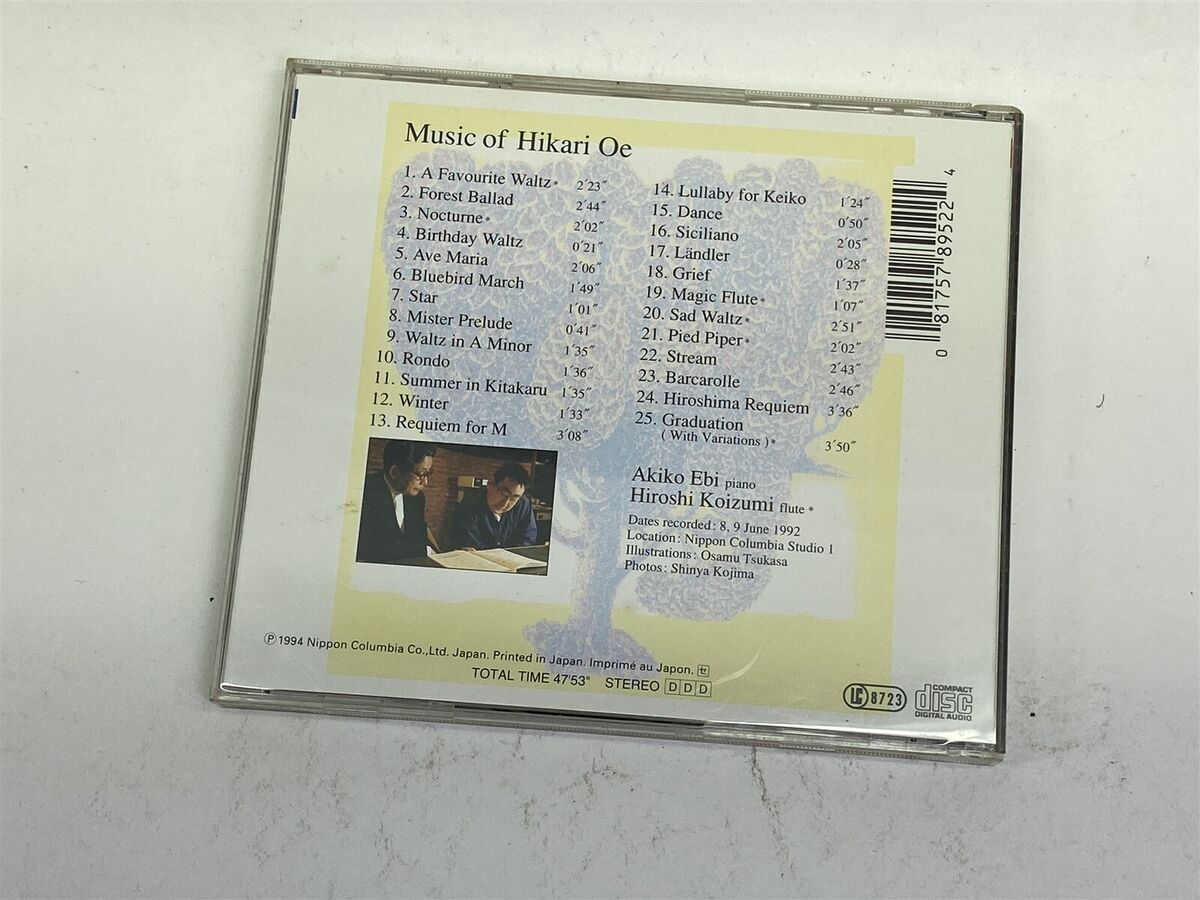 Music of Hikari Oe
1. A Favourite Waltz* 2′23″
2. Forest Ballad 2′44″
3. Nocturne* 2′02″
4. Birthday Waltz 0′21″
5. Ave Maria 2′06″
6. Bluebird March 1′49″
7. Star 1′01″
8. Mister Prelude 0′41″
9. Waltz in A Minor 1′35″
10. Rondo 1′36″
11. Summer in Kitakaru 1′35″
12. Winter 1′33″
13. Requiem for M 3′08″
14. Lullaby for Keiko 1′24″
15. Dance 0′50″
16. Siciliano 2′05″
17. Ländler 0′28″
18. Grief 1′37″
19. Magic Flute* 1′07″
20. Sad Waltz* 2′51″
21. Pied Piper* 2′02″
22. Stream 2′43″
23. Barcarolle 2′46″
24. Hiroshima Requiem 3′36″
25. Graduation
( With Variations )* 3′50″
Akiko Ebi piano
Hiroshi Koizumi flute *
Dates recorded : 8, 9 June 1992
Location : Nippon Columbia Studio 1
Illustrations : Osamu Tsukasa
Photos : Shinya Kojima
0 81757 89522 4
℗1994 Nippon Columbia Co.,Ltd. Japan. Printed in Japan. Imprimé au Japon. セ
TOTAL TIME 47'53" STEREO D D D
LC 8723
COMPACT
disc
DIGITAL AUDIO